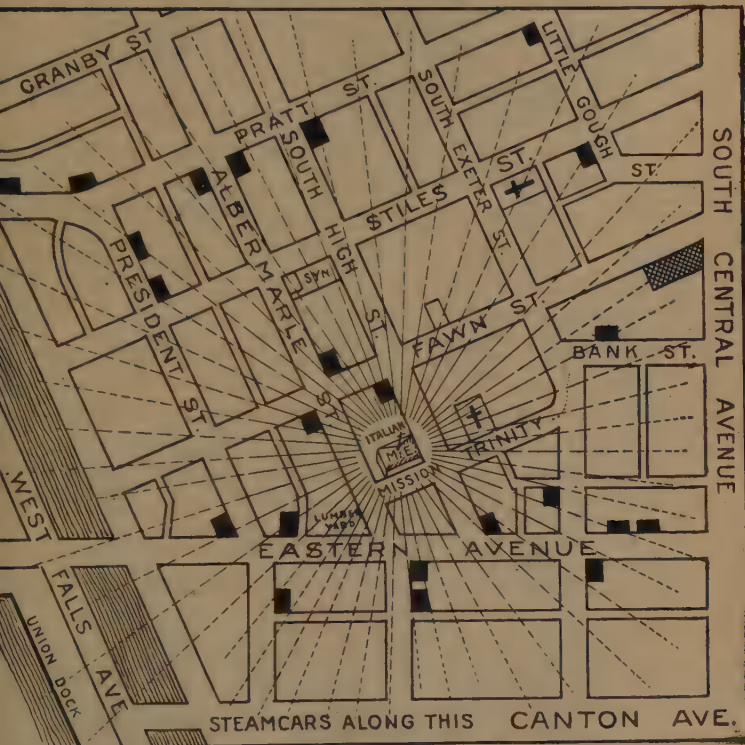 GRANBY ST
PRATT ST.
LITTLE GOUGH ST.
SOUTH EXETER ST.
SOUTH HIGH ST.
STILES ST.
ALBERMARLE ST
PRESIDENT ST
SYN
FAWN ST
BANK ST.
SOUTH CENTRAL AVENUE
ITALIAN
M.E.
MISSION
TRINITY
LUMBER
YARD
EASTERN AVENUE
WEST FALLS AVE
UNION DOCK
STEAMCARS ALONG THIS CANTON AVE.